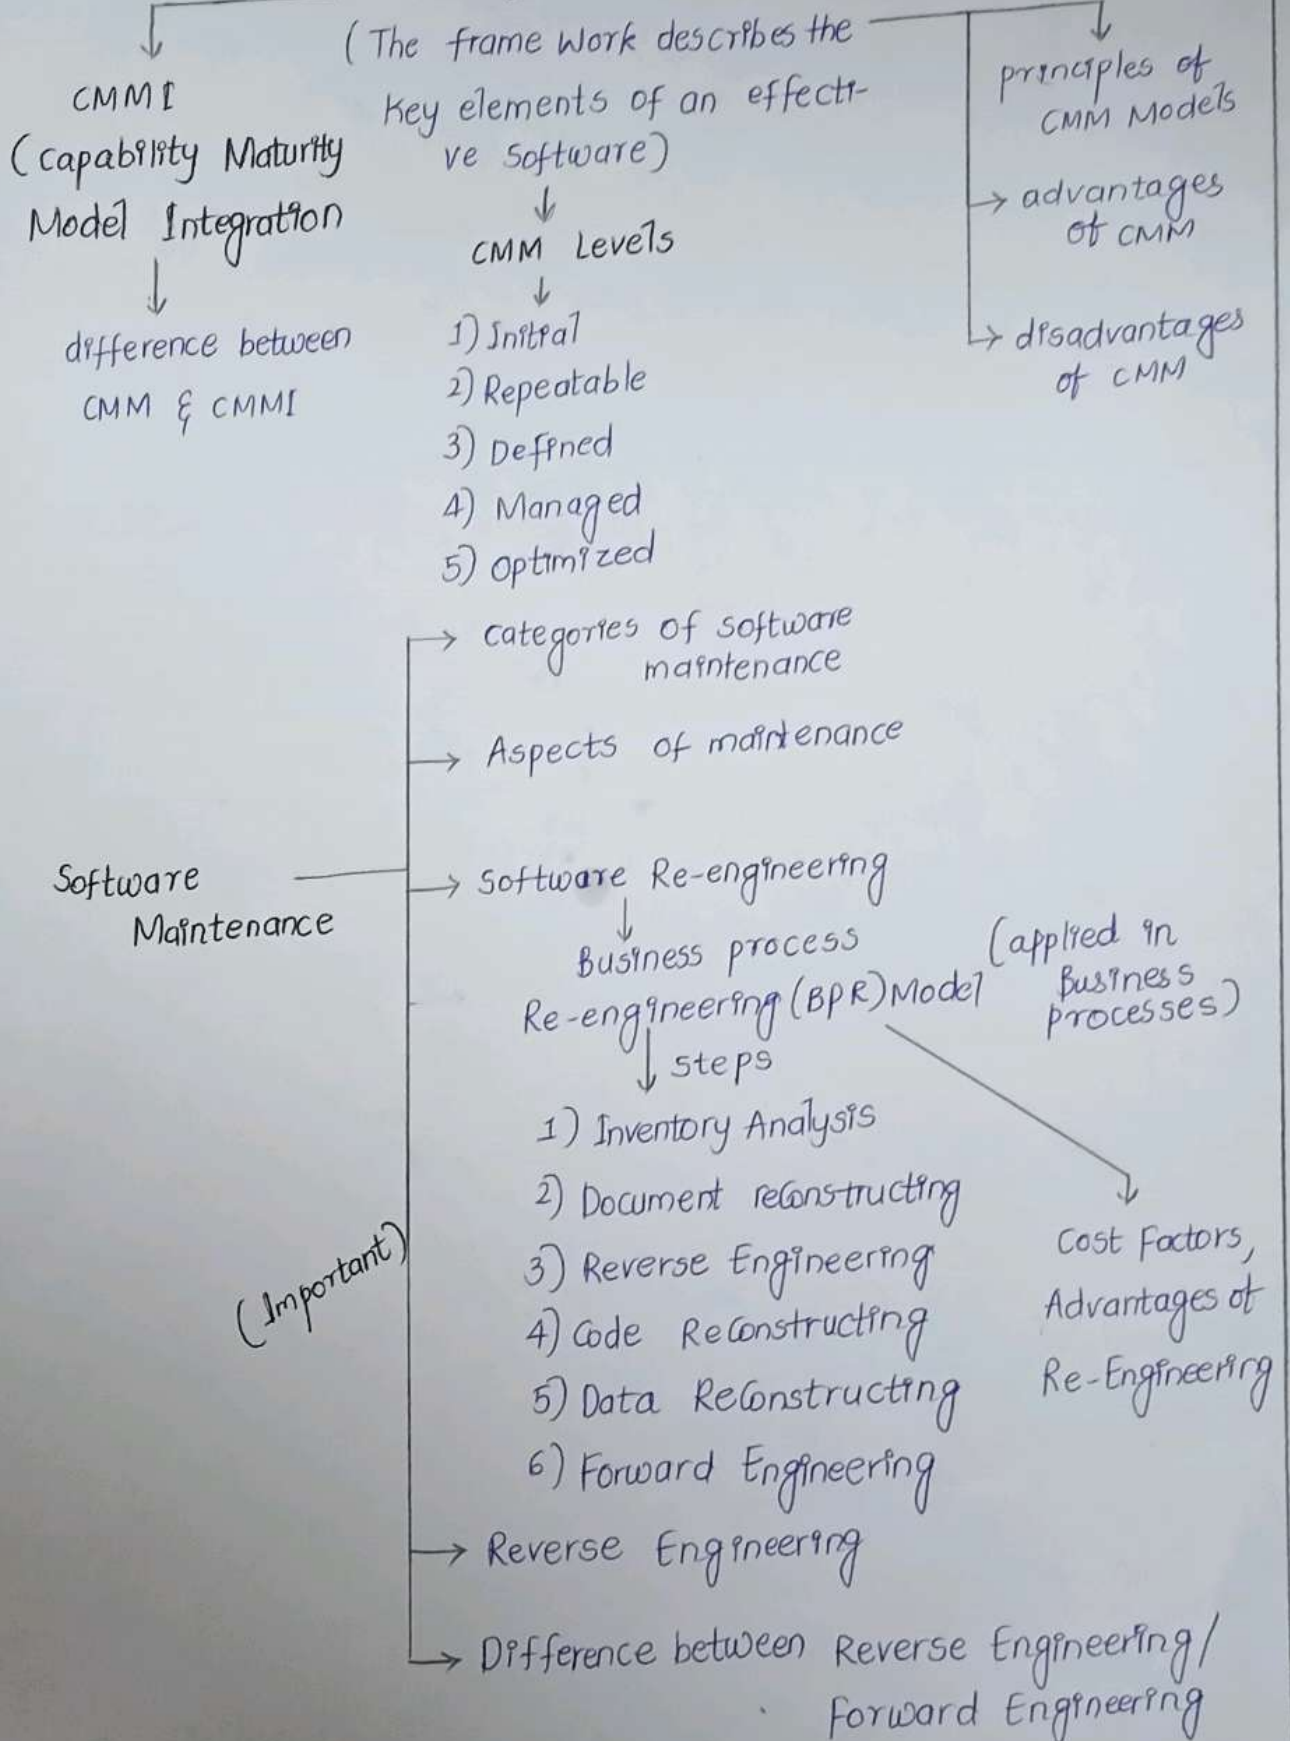 CMMI
(Capability Maturity
Model Integration
difference between
CMM & CMMI
(The frame Work describes the
Key elements of an effecti-
ve Software)
CMM Levels
1) Initial
2) Repeatable
3) Defined
4) Managed
5) Optimized
principles of
CMM Models
advantages
of CMM
disadvantages
of CMM
Software
Maintenance
(Important)
categories of software
maintenance
Aspects of maintenance
Software Re-engineering
Business process
Re-engineering (BPR) Model
(applied in
Business
processes)
steps
1) Inventory Analysis
2) Document reconstructing
3) Reverse Engineering
4) Code Reconstructing
5) Data Reconstructing
6) Forward Engineering
Cost Factors,
Advantages of
Re-Engineering
Reverse Engineering
Difference between Reverse Engineering/
Forward Engineering